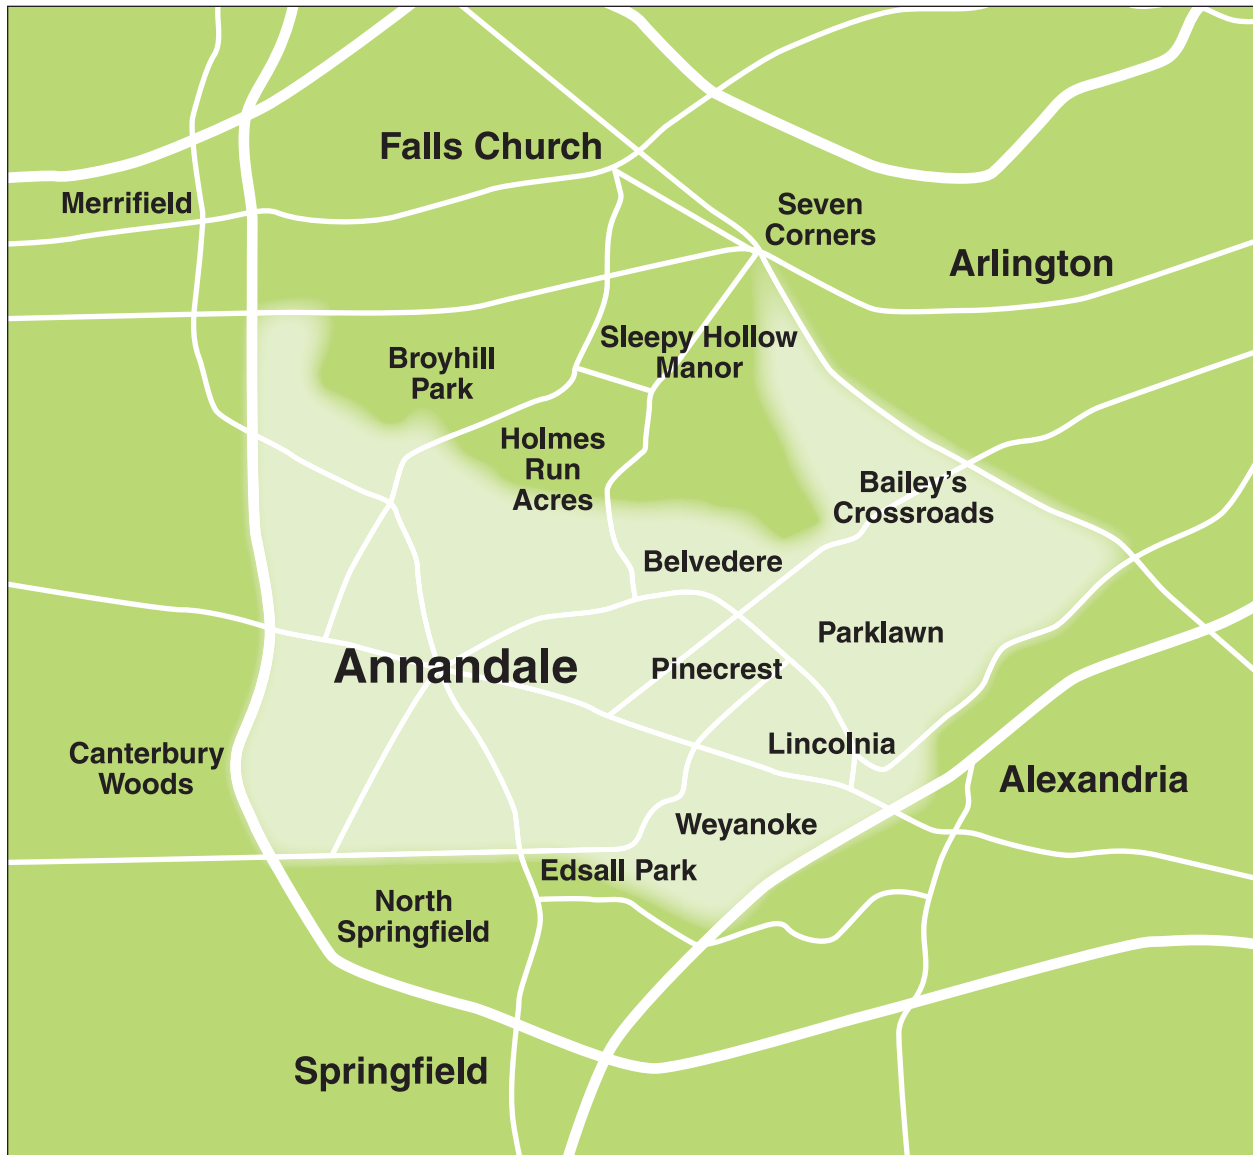 Falls Church
Merrifield
Seven
Corners
Arlington
Sleepy Hollow
Manor
Broyhill
Park
Holmes
Run
Acres
Bailey's
Crossroads
Belvedere
Parklawn
Annandale
Pinecrest
Canterbury
Woods
Lincolnia
Alexandria
Weyanoke
Edsall Park
North
Springfield
Springfield